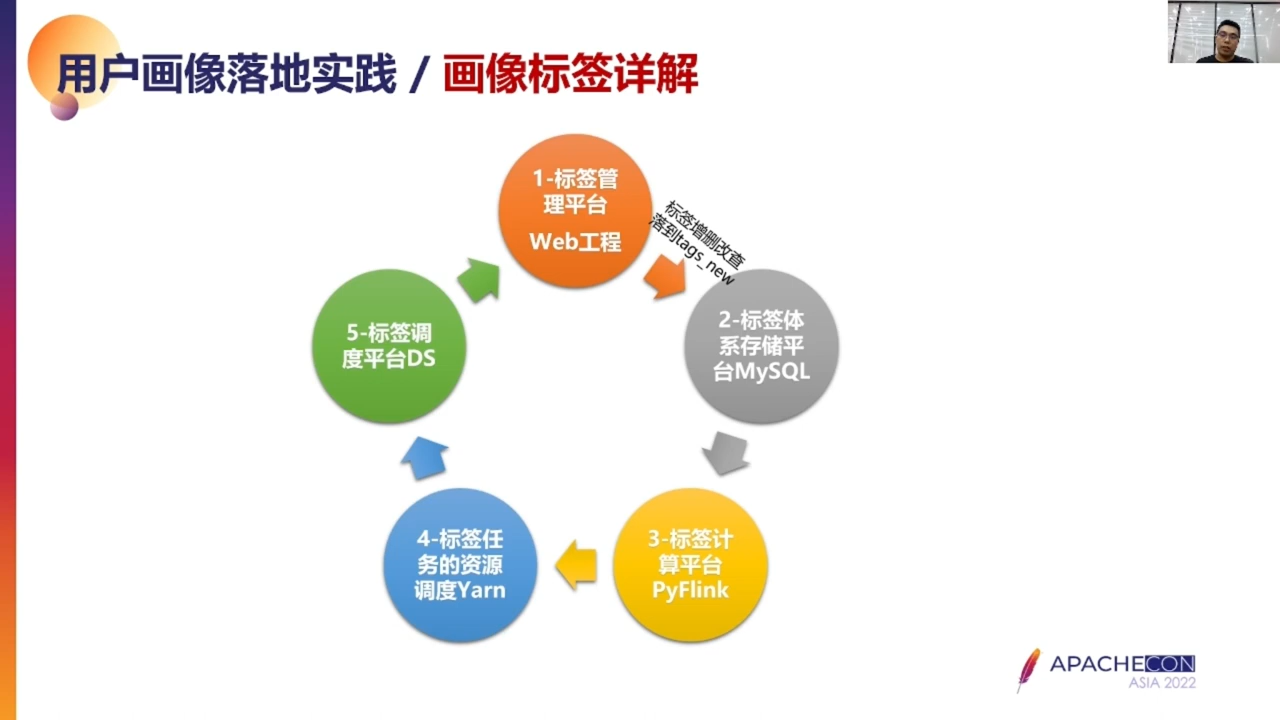 用户画像落地实践 / 画像标签详解
1-标签管
理平台
Web工程
标签增删改查
落到tags_new
2-标签体
系存储平
台MySQL
3-标签计
算平台
PyFlink
4-标签任
务的资源
调度Yarn
5-标签调
度平台DS
APACHECON
ASIA 2022